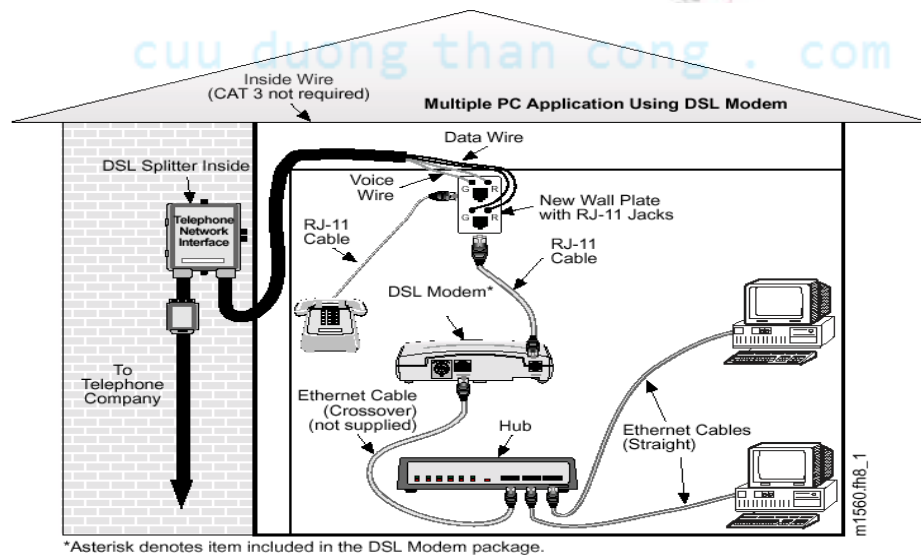 cuu duong than cong . com
Inside Wire
(CAT 3 not required)
Multiple PC Application Using DSL Modem
Data Wire
DSL Splitter Inside
Voice
Wire
G R
G R
New Wall Plate
with RJ-11 Jacks
Telephone
Network
Interface
RJ-11
Cable
RJ-11
Cable
DSL Modem*
To
Telephone
Company
Ethernet Cable
(Crossover)
(not supplied)
Hub
Ethernet Cables
(Straight)
m1560.fh8_1
*Asterisk denotes item included in the DSL Modem package.